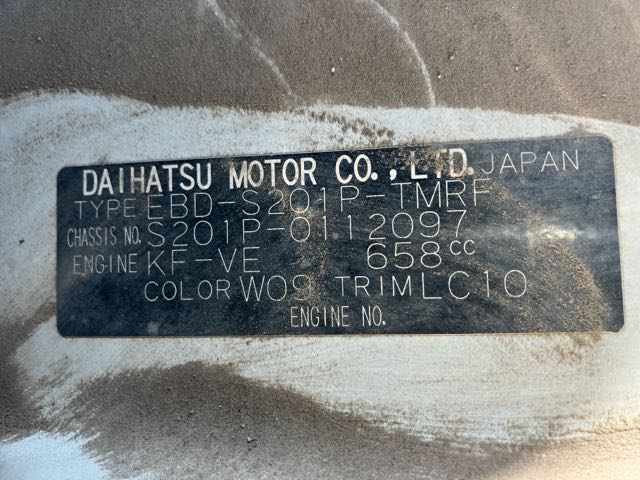 DAIHATSU MOTOR CO., LTD. JAPAN
TYPE EBD-S201P-TMRF
CHASSIS NO. S201P-0112097
ENGINE KF-VE 658cc
COLOR W09 TRIM LC10
ENGINE NO.